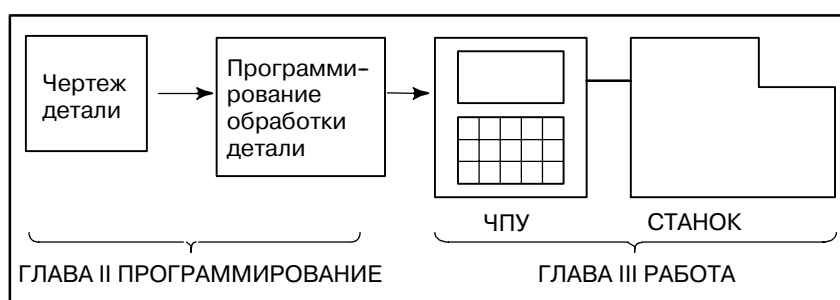 Чертеж
детали
Программи-
рование
обработки
детали
ЧПУ
СТАНОК
ГЛАВА II ПРОГРАММИРОВАНИЕ
ГЛАВА III РАБОТА